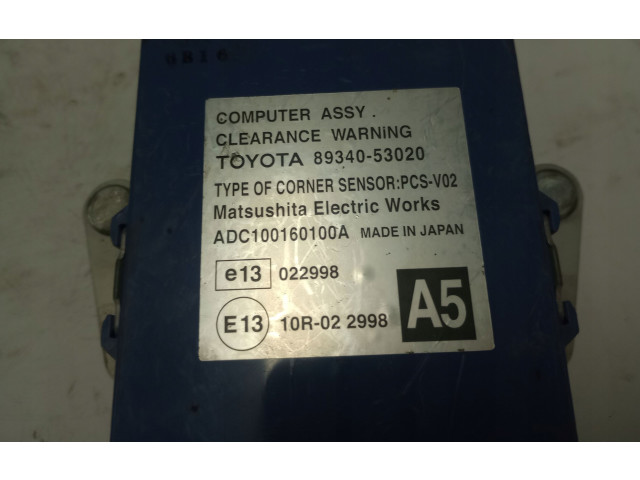 9B16
COMPUTER ASSY .
CLEARANCE WARNiNG
TOYOTA 89340-53020
TYPE OF CORNER SENSOR:PCS-V02
Matsushita Electric Works
ADC100160100A MADE IN JAPAN
e13 022998
E13 10R-02 2998
A5